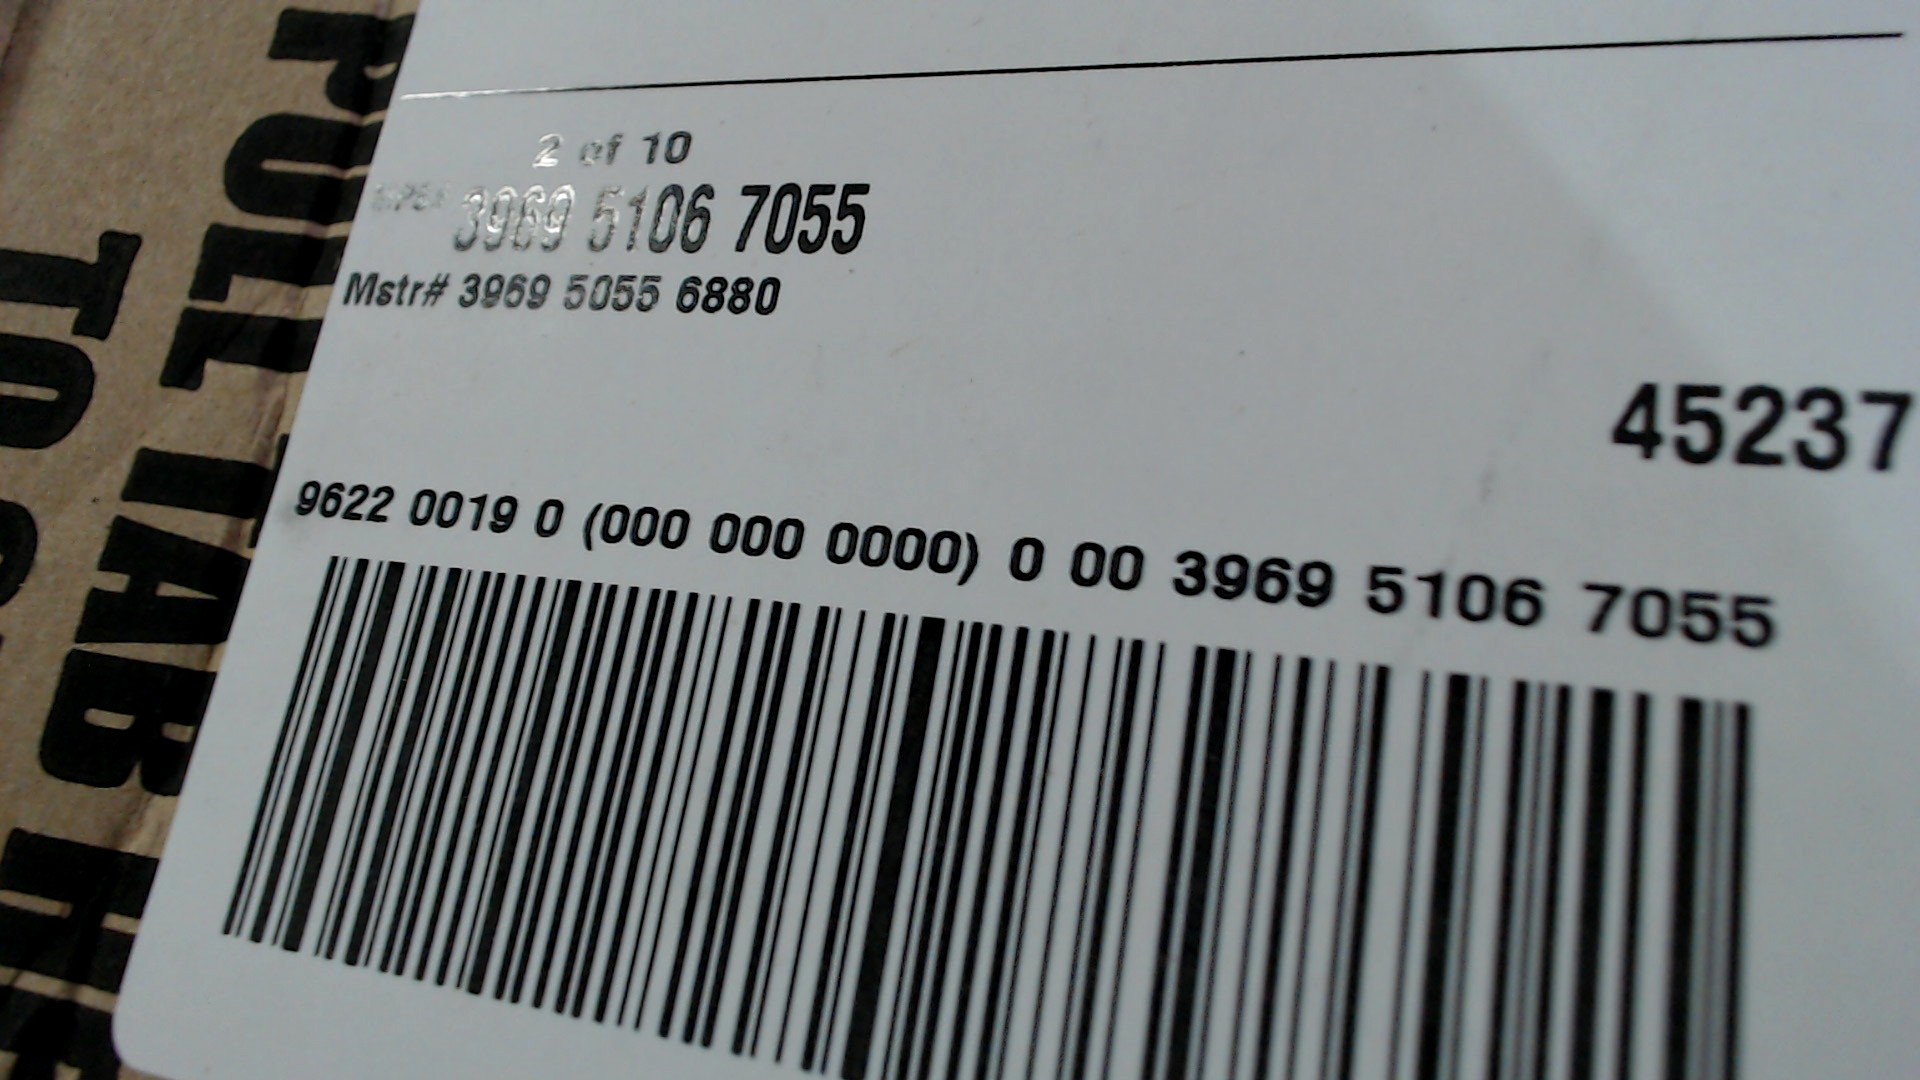 PULL TAB
TO
2 of 10
MPS# 3969 5106 7055
Mstr# 3969 5055 6880
45237
9622 0019 0 (000 000 0000) 0 00 3969 5106 7055